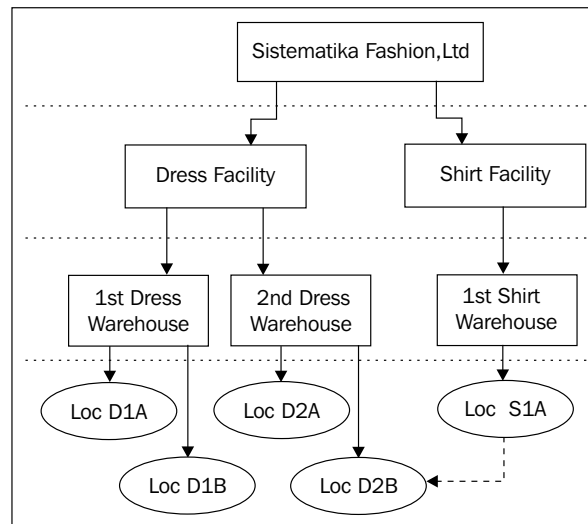 Sistematika Fashion,Ltd
Dress Facility
Shirt Facility
1st Dress
Warehouse
2nd Dress
Warehouse
1st Shirt
Warehouse
Loc D1A
Loc D2A
Loc S1A
Loc D1B
Loc D2B